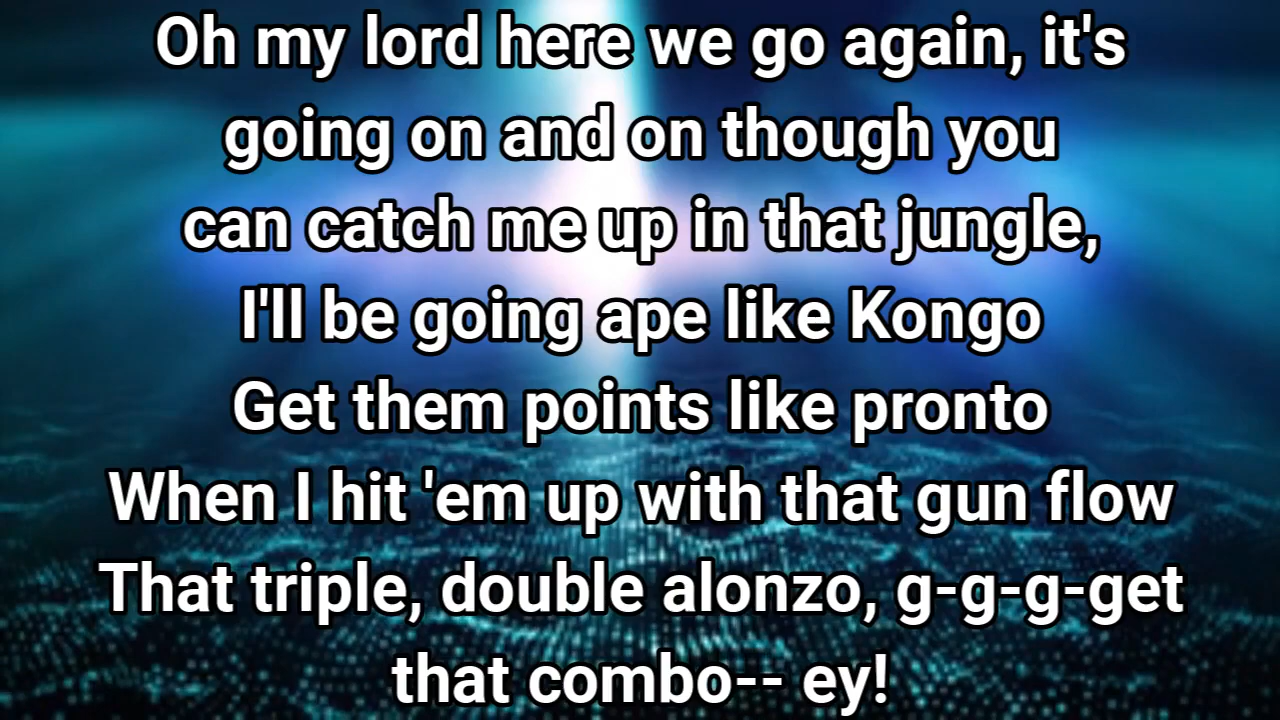 Oh my lord here we go again, it's
going on and on though you
can catch me up in that jungle,
I'll be going ape like Kongo
Get them points like pronto
When I hit 'em up with that gun flow
That triple, double alonzo, g-g-g-get
that combo-- ey!